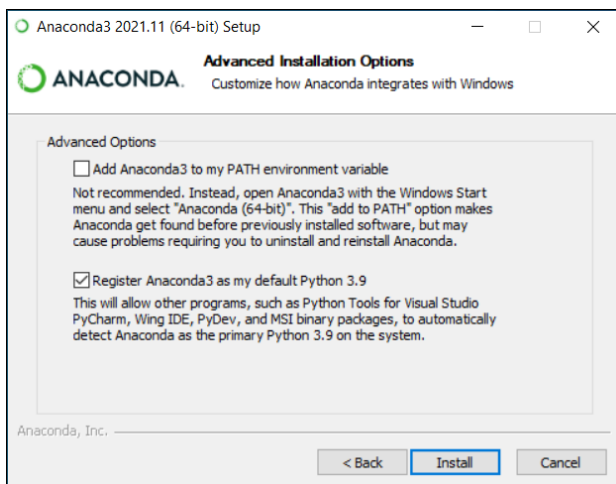 Anaconda3 2021.11 (64-bit) Setup
ANACONDA.
Advanced Installation Options
Customize how Anaconda integrates with Windows
Advanced Options
Add Anaconda3 to my PATH environment variable
Not recommended. Instead, open Anaconda3 with the Windows Start
menu and select "Anaconda (64-bit)". This "add to PATH" option makes
Anaconda get found before previously installed software, but may
cause problems requiring you to uninstall and reinstall Anaconda.
Register Anaconda3 as my default Python 3.9
This will allow other programs, such as Python Tools for Visual Studio
PyCharm, Wing IDE, PyDev, and MSI binary packages, to automatically
detect Anaconda as the primary Python 3.9 on the system.
Anaconda, Inc.
< Back
Install
Cancel